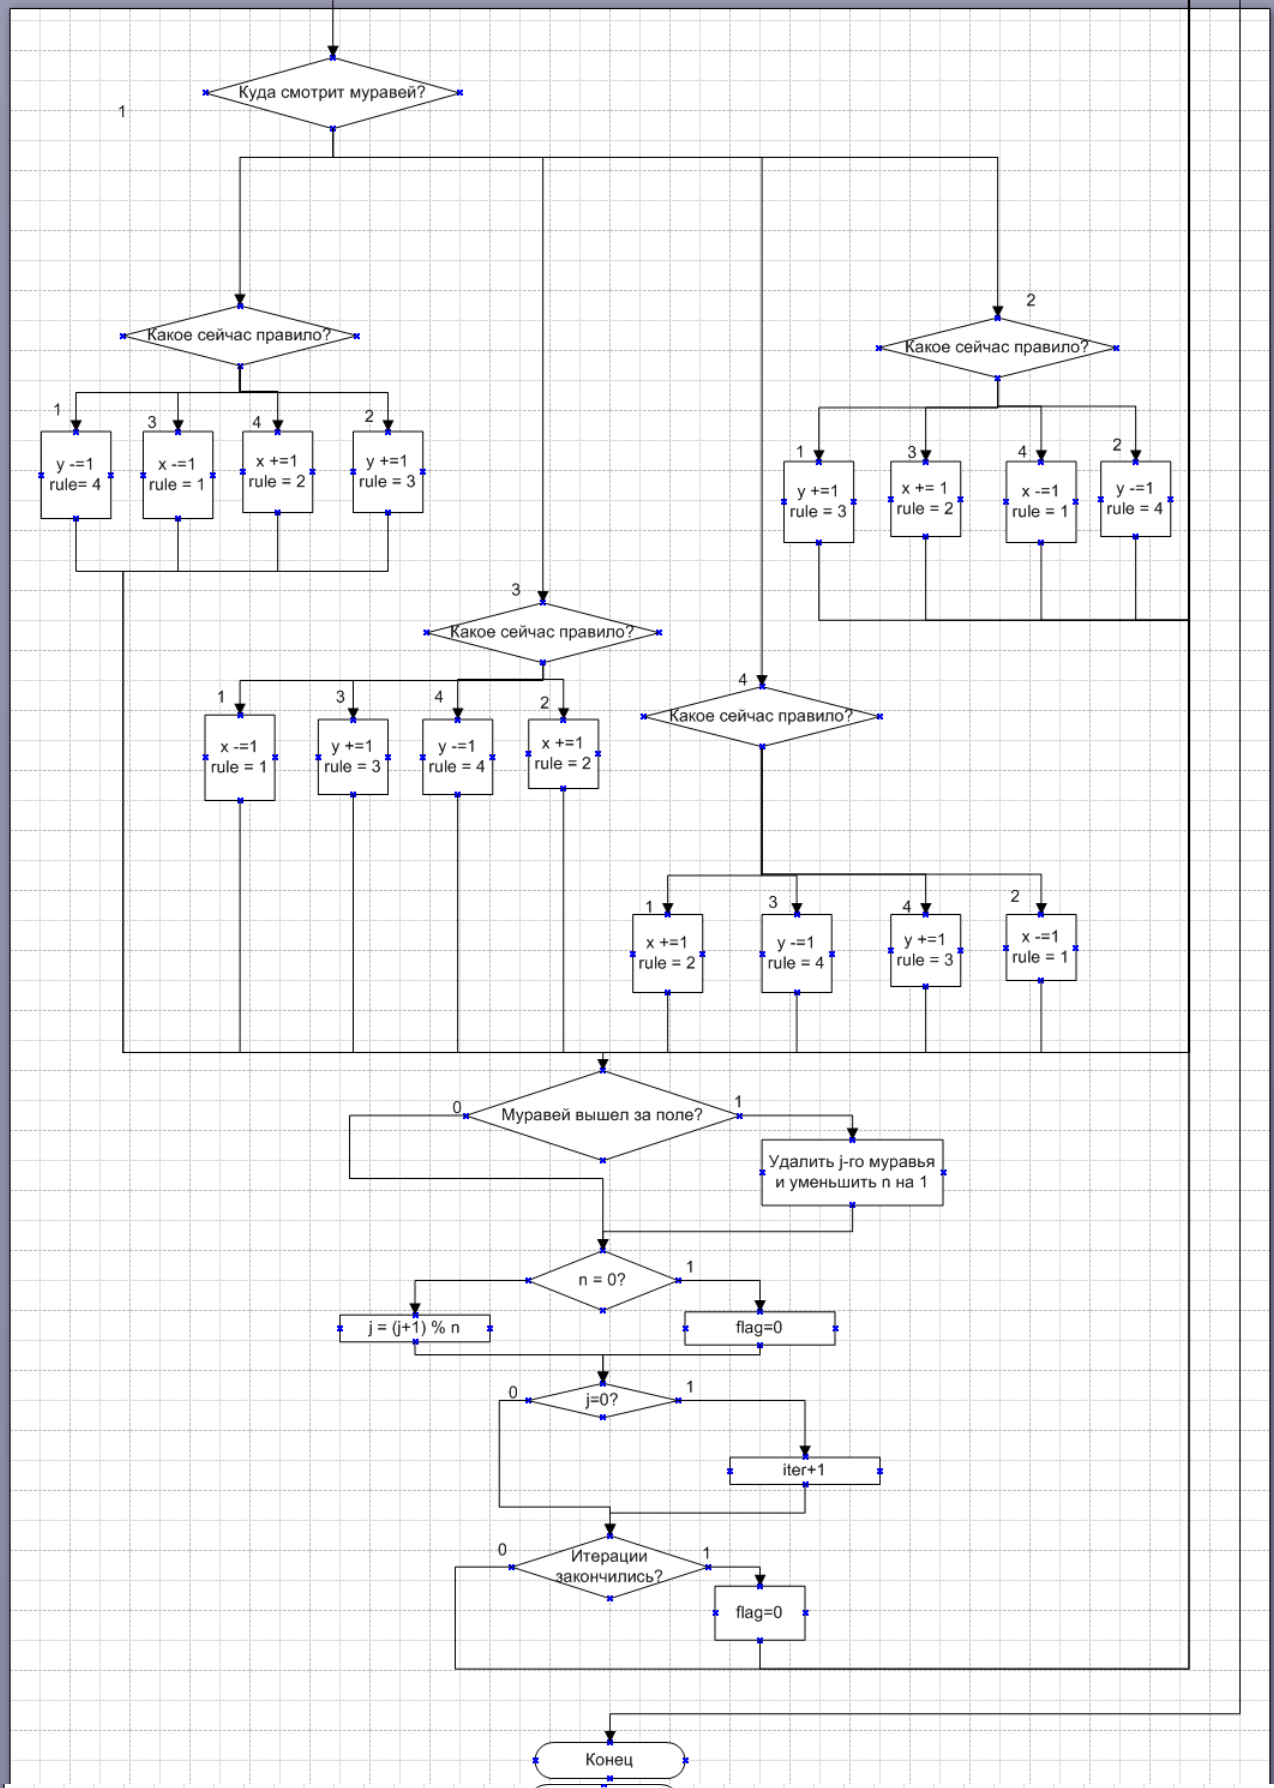 Куда смотрит муравей?
1
2
Какое сейчас правило?
Какое сейчас правило?
1
3
4
2
y -=1
rule= 4
x -=1
rule = 1
x +=1
rule = 2
y +=1
rule = 3
1
3
4
2
y +=1
rule = 3
x += 1
rule = 2
x -=1
rule = 1
y -=1
rule = 4
3
Какое сейчас правило?
4
Какое сейчас правило?
1
3
4
2
x -=1
rule = 1
y +=1
rule = 3
y -=1
rule = 4
x +=1
rule = 2
1
3
4
2
x +=1
rule = 2
y -=1
rule = 4
y +=1
rule = 3
x -=1
rule = 1
0
Муравей вышел за поле?
1
Удалить j-го муравья
и уменьшить n на 1
n = 0?
1
j = (j+1) % n
flag=0
0
j=0?
1
iter+1
0
Итерации
закончились?
1
flag=0
Конец